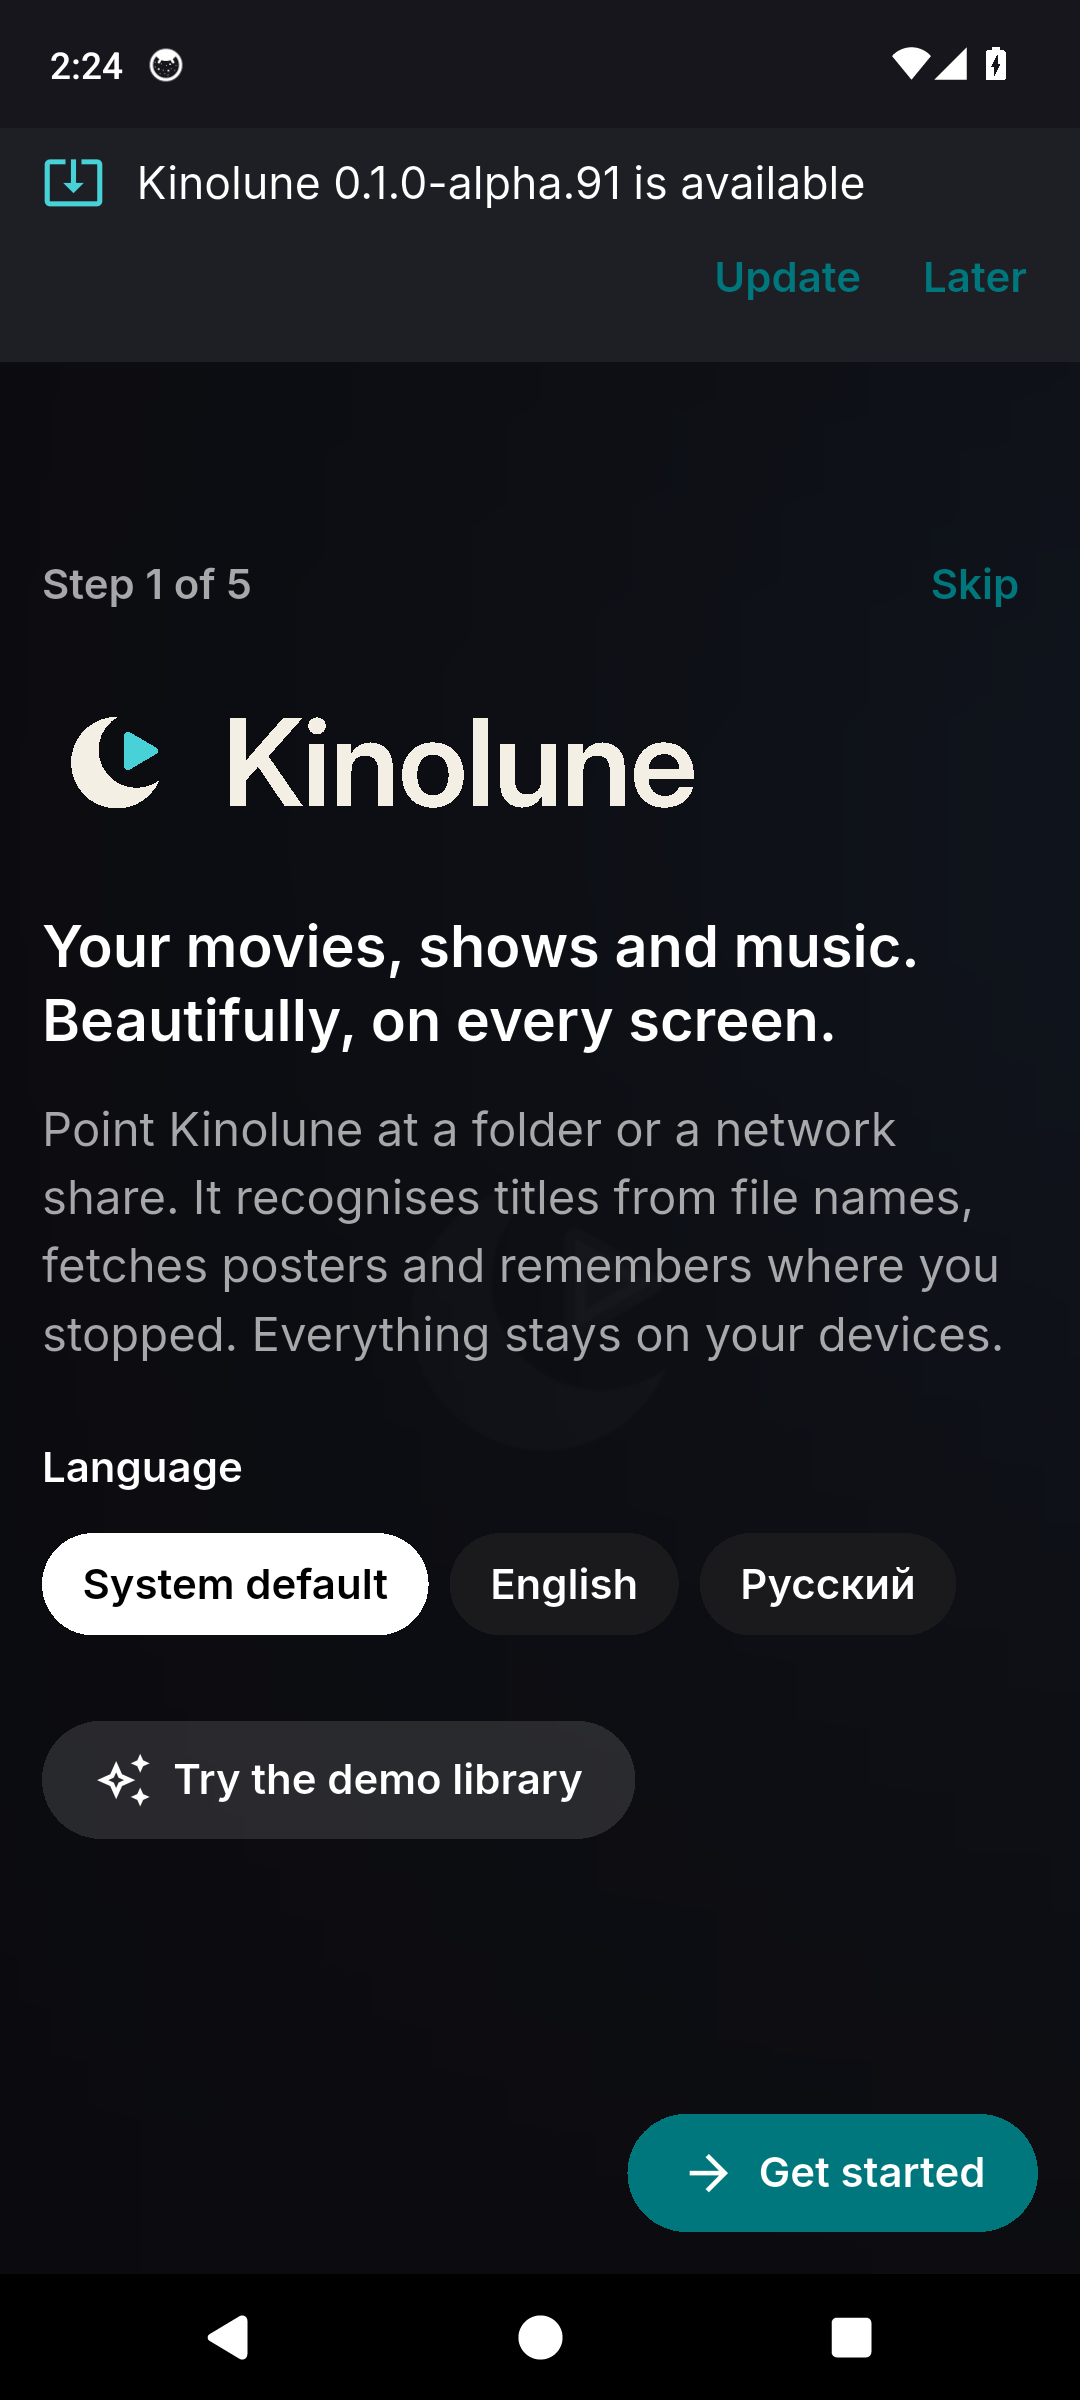 2:24
Kinolune 0.1.0-alpha.91 is available
Update Later
Step 1 of 5 Skip
Kinolune
Your movies, shows and music.
Beautifully, on every screen.
Point Kinolune at a folder or a network
share. It recognises titles from file names,
fetches posters and remembers where you
stopped. Everything stays on your devices.
Language
System default English Русский
Try the demo library
Get started